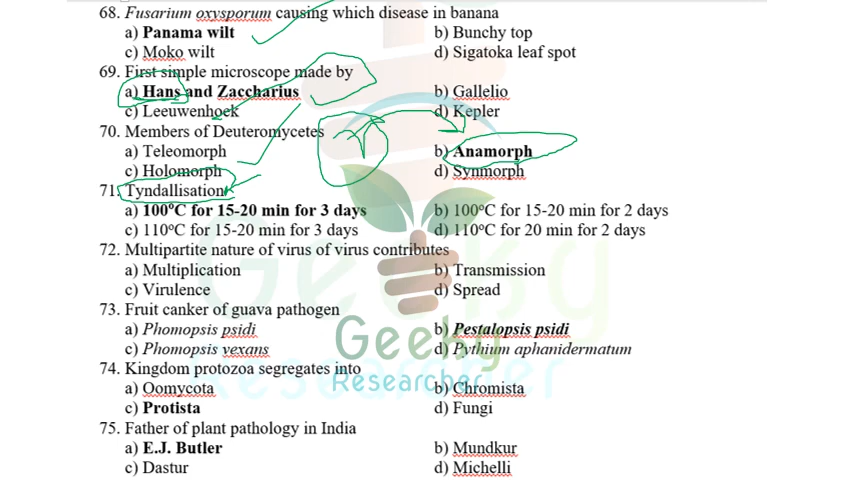 68. Fusarium oxysporum causing which disease in banana
a) Panama wilt b) Bunchy top
c) Moko wilt d) Sigatoka leaf spot
69. First simple microscope made by
a) Hans and Zaccharius b) Gallelio
c) Leeuwenhoek d) Kepler
70. Members of Deuteromycetes
a) Teleomorph b) Anamorph
c) Holomorph d) Synmorph
71. Tyndallisation
a) 100°C for 15-20 min for 3 days b) 100°C for 15-20 min for 2 days
c) 110°C for 15-20 min for 3 days d) 110°C for 20 min for 2 days
72. Multipartite nature of virus of virus contributes
a) Multiplication b) Transmission
c) Virulence d) Spread
73. Fruit canker of guava pathogen
a) Phomopsis psidi b) Pestalopsis psidi
c) Phomopsis vexans d) Pythium aphanidermatum
Geeky
Researcher
74. Kingdom protozoa segregates into
a) Oomycota b) Chromista
c) Protista d) Fungi
75. Father of plant pathology in India
a) E.J. Butler b) Mundkur
c) Dastur d) Michelli